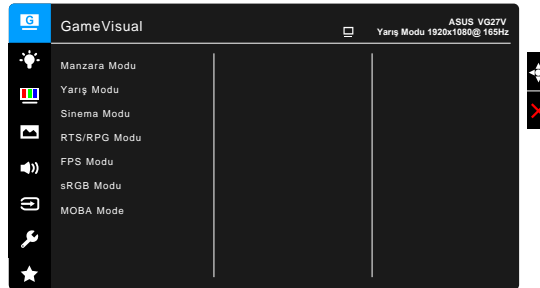 G
GameVisual
ASUS VG27V
Yarış Modu 1920x1080@ 165Hz
Manzara Modu
Yarış Modu
Sinema Modu
RTS/RPG Modu
FPS Modu
sRGB Modu
MOBA Mode